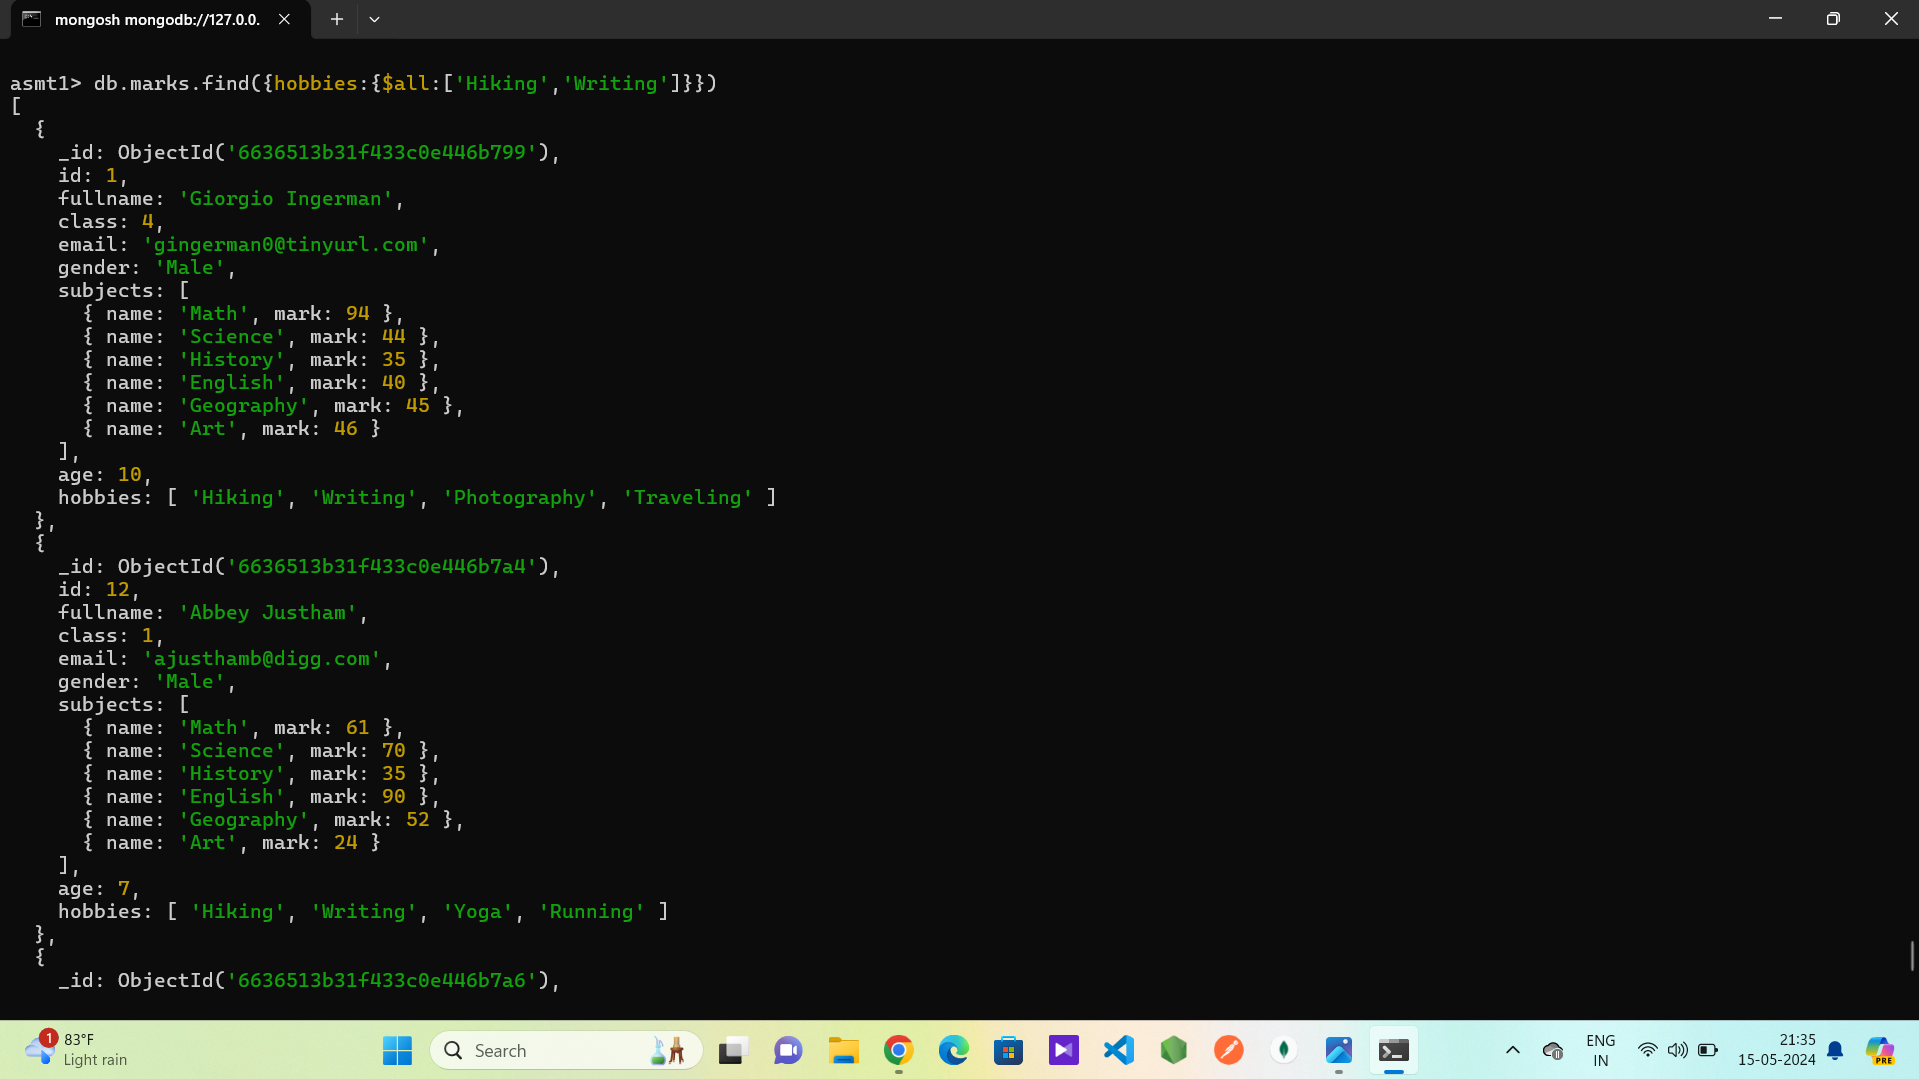 mongosh mongodb://127.0.0.
asmt1> db.marks.find({hobbies:{$all:['Hiking','Writing']}})
[
  {
    _id: ObjectId('6636513b31f433c0e446b799'),
    id: 1,
    fullname: 'Giorgio Ingerman',
    class: 4,
    email: 'gingerman0@tinyurl.com',
    gender: 'Male',
    subjects: [
      { name: 'Math', mark: 94 },
      { name: 'Science', mark: 44 },
      { name: 'History', mark: 35 },
      { name: 'English', mark: 40 },
      { name: 'Geography', mark: 45 },
      { name: 'Art', mark: 46 }
    ],
    age: 10,
    hobbies: [ 'Hiking', 'Writing', 'Photography', 'Traveling' ]
  },
  {
    _id: ObjectId('6636513b31f433c0e446b7a4'),
    id: 12,
    fullname: 'Abbey Justham',
    class: 1,
    email: 'ajusthamb@digg.com',
    gender: 'Male',
    subjects: [
      { name: 'Math', mark: 61 },
      { name: 'Science', mark: 70 },
      { name: 'History', mark: 35 },
      { name: 'English', mark: 90 },
      { name: 'Geography', mark: 52 },
      { name: 'Art', mark: 24 }
    ],
    age: 7,
    hobbies: [ 'Hiking', 'Writing', 'Yoga', 'Running' ]
  },
  {
    _id: ObjectId('6636513b31f433c0e446b7a6'),
1
83°F
Light rain
Search
ENG
IN
21:35
15-05-2024
PRE